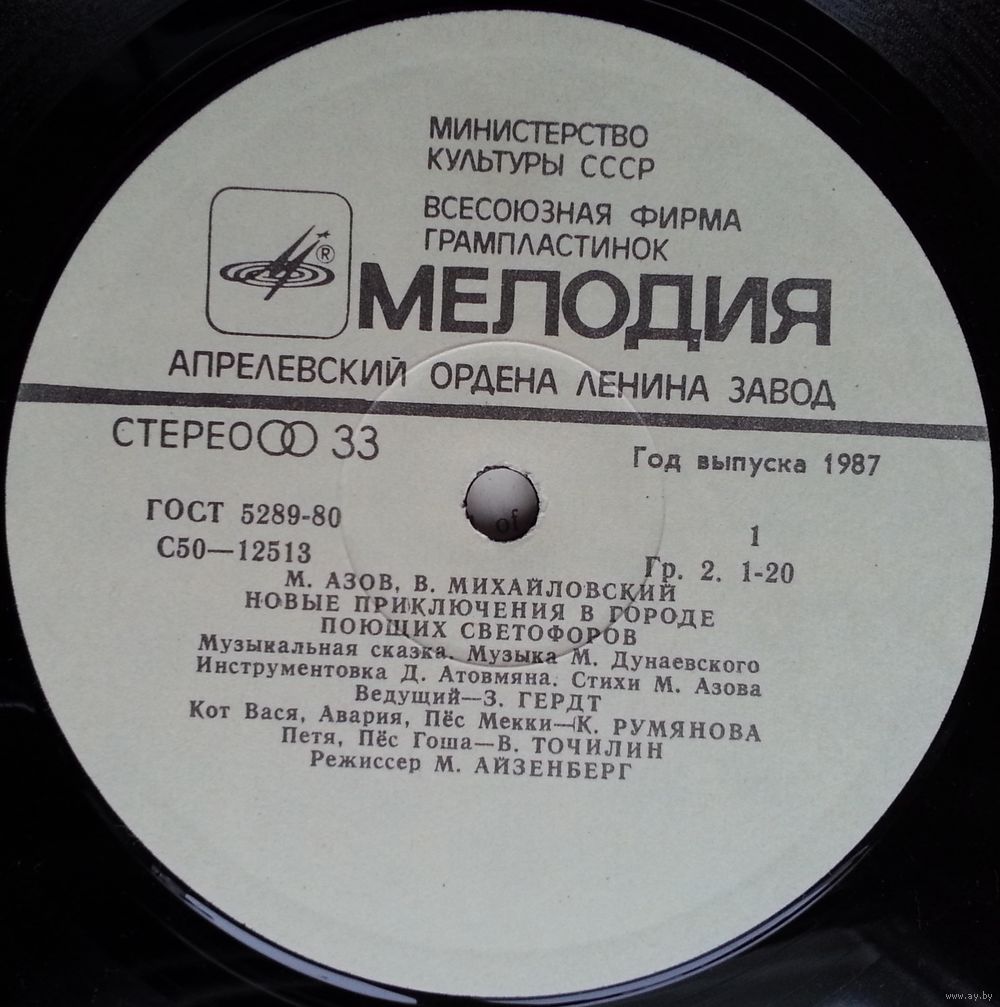 МИНИСТЕРСТВО
КУЛЬТУРЫ СССР
ВСЕСОЮЗНАЯ ФИРМА
ГРАМПЛАСТИНОК
®
МЕЛОДИЯ
АПРЕЛЕВСКИЙ ОРДЕНА ЛЕНИНА ЗАВОД
СТЕРЕО 33
Год выпуска 1987
ГОСТ 5289-80
of
1
С50—12513
Гр. 2. 1-20
М. АЗОВ, В. МИХАЙЛОВСКИЙ
НОВЫЕ ПРИКЛЮЧЕНИЯ В ГОРОДЕ
ПОЮЩИХ СВЕТОФОРОВ
Музыкальная сказка. Музыка М. Дунаевского
Инструментовка Д. Атовмяна. Стихи М. Азова
Ведущий—З. ГЕРДТ
Кот Вася, Авария, Пёс Мекки—К. РУМЯНОВА
Петя, Пёс Гоша—В. ТОЧИЛИН
Режиссер М. АЙЗЕНБЕРГ
www.ay.by